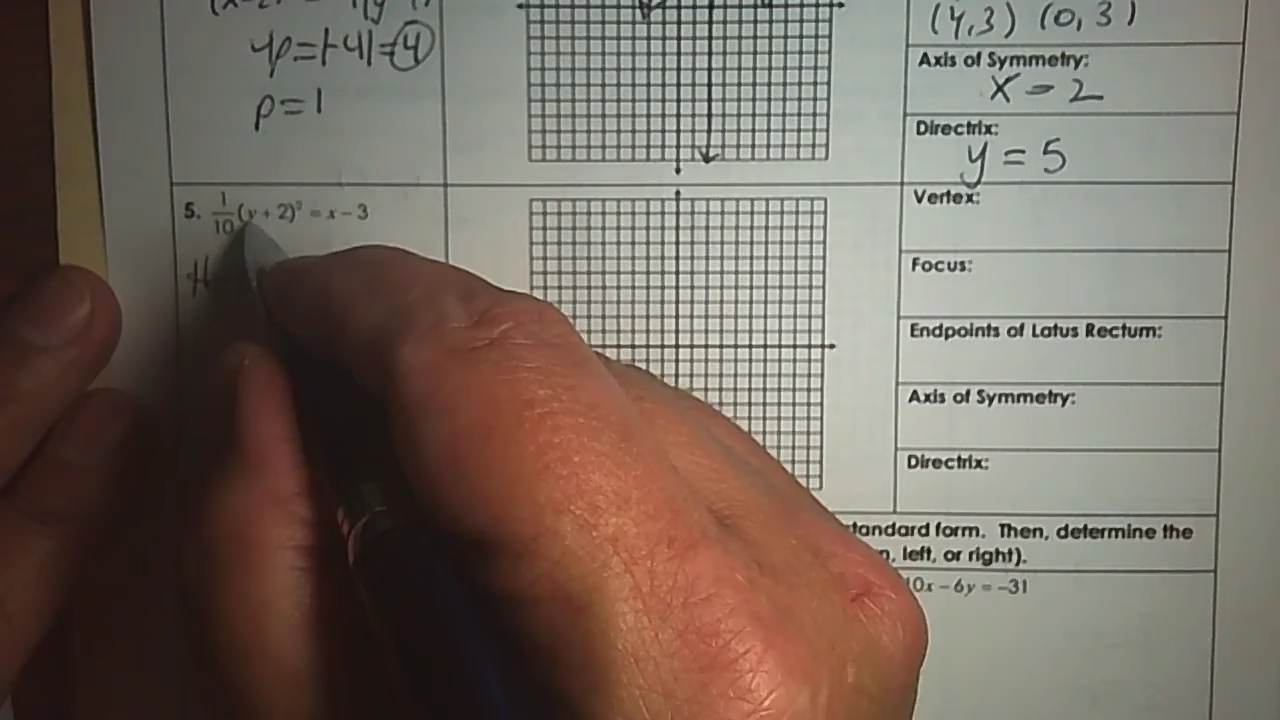 4p=|-4|=4
p=1
(4,3) (0,3)
Axis of Symmetry:
x = 2
Directrix:
y = 5
5. 1/10(y + 2)² = x – 3
H
Vertex:
Focus:
Endpoints of Latus Rectum:
Axis of Symmetry:
Directrix:
standard form. Then, determine the
left, or right).
10x – 6y = –31